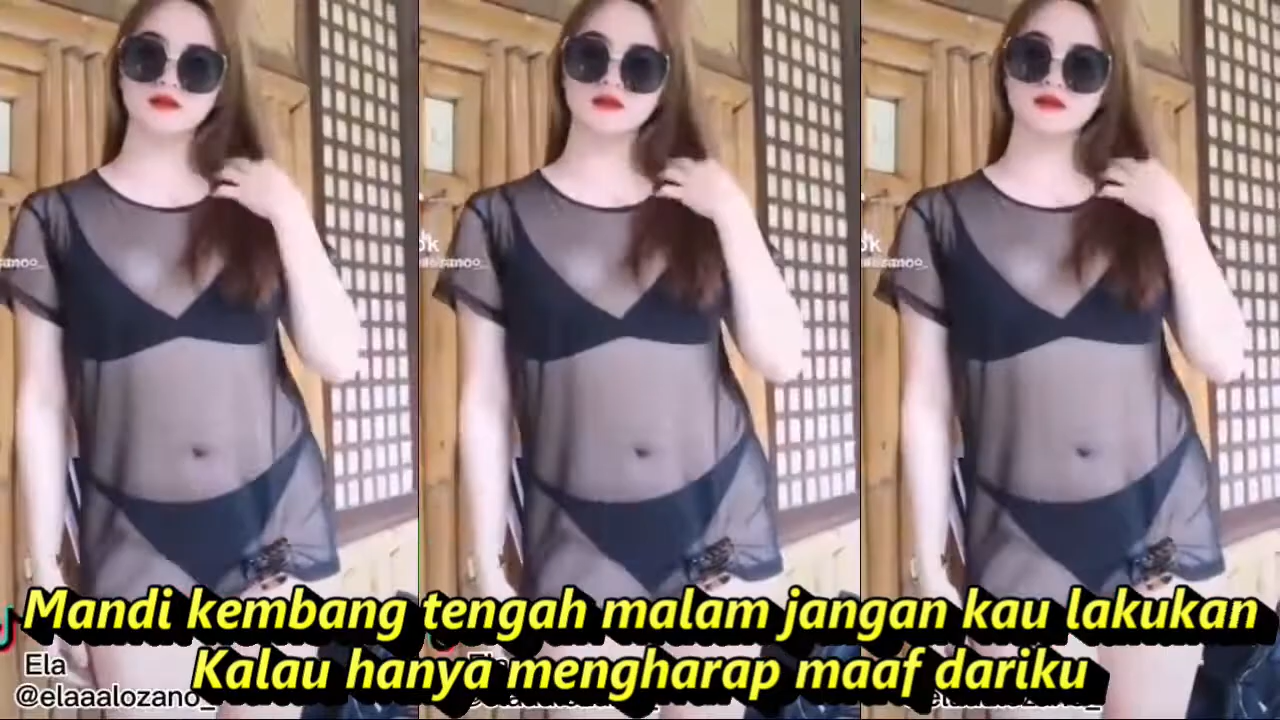 Mandi kembang tengah malam jangan kau lakukan
Kalau hanya mengharap maaf dariku
Ela
@elaaalozano_